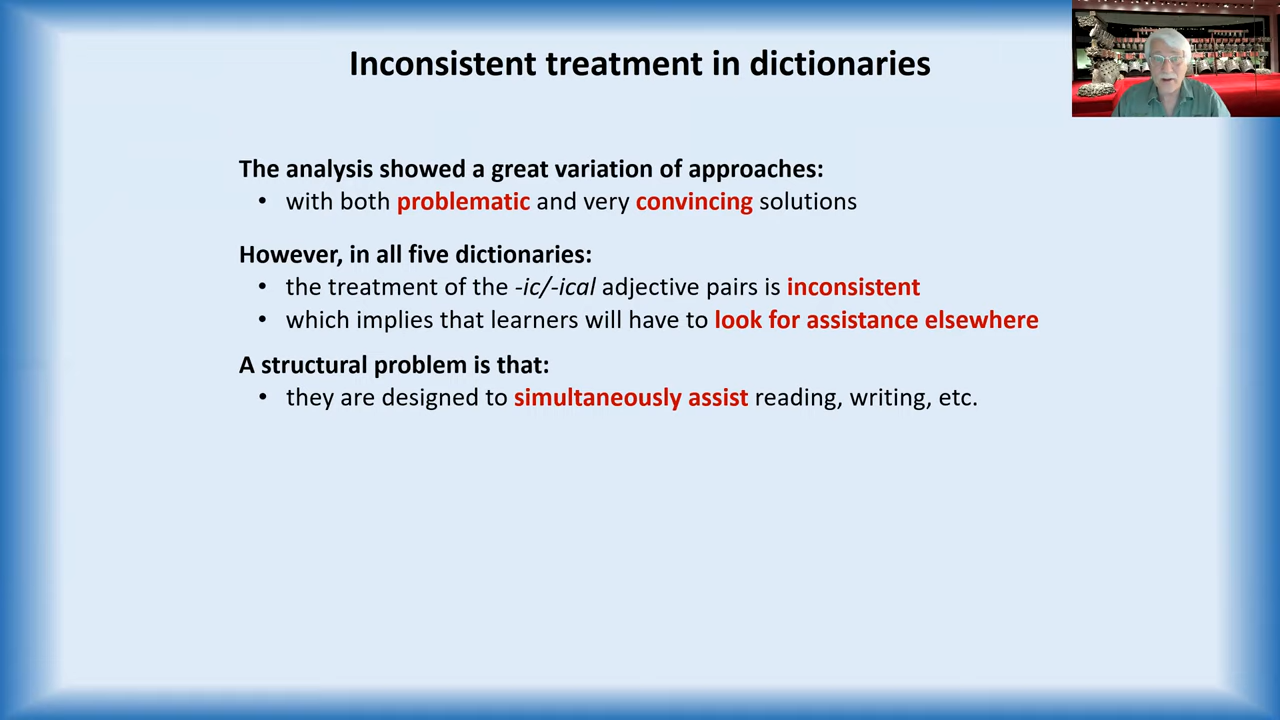 Inconsistent treatment in dictionaries
The analysis showed a great variation of approaches:
• with both problematic and very convincing solutions
However, in all five dictionaries:
• the treatment of the -ic/-ical adjective pairs is inconsistent
• which implies that learners will have to look for assistance elsewhere
A structural problem is that:
• they are designed to simultaneously assist reading, writing, etc.